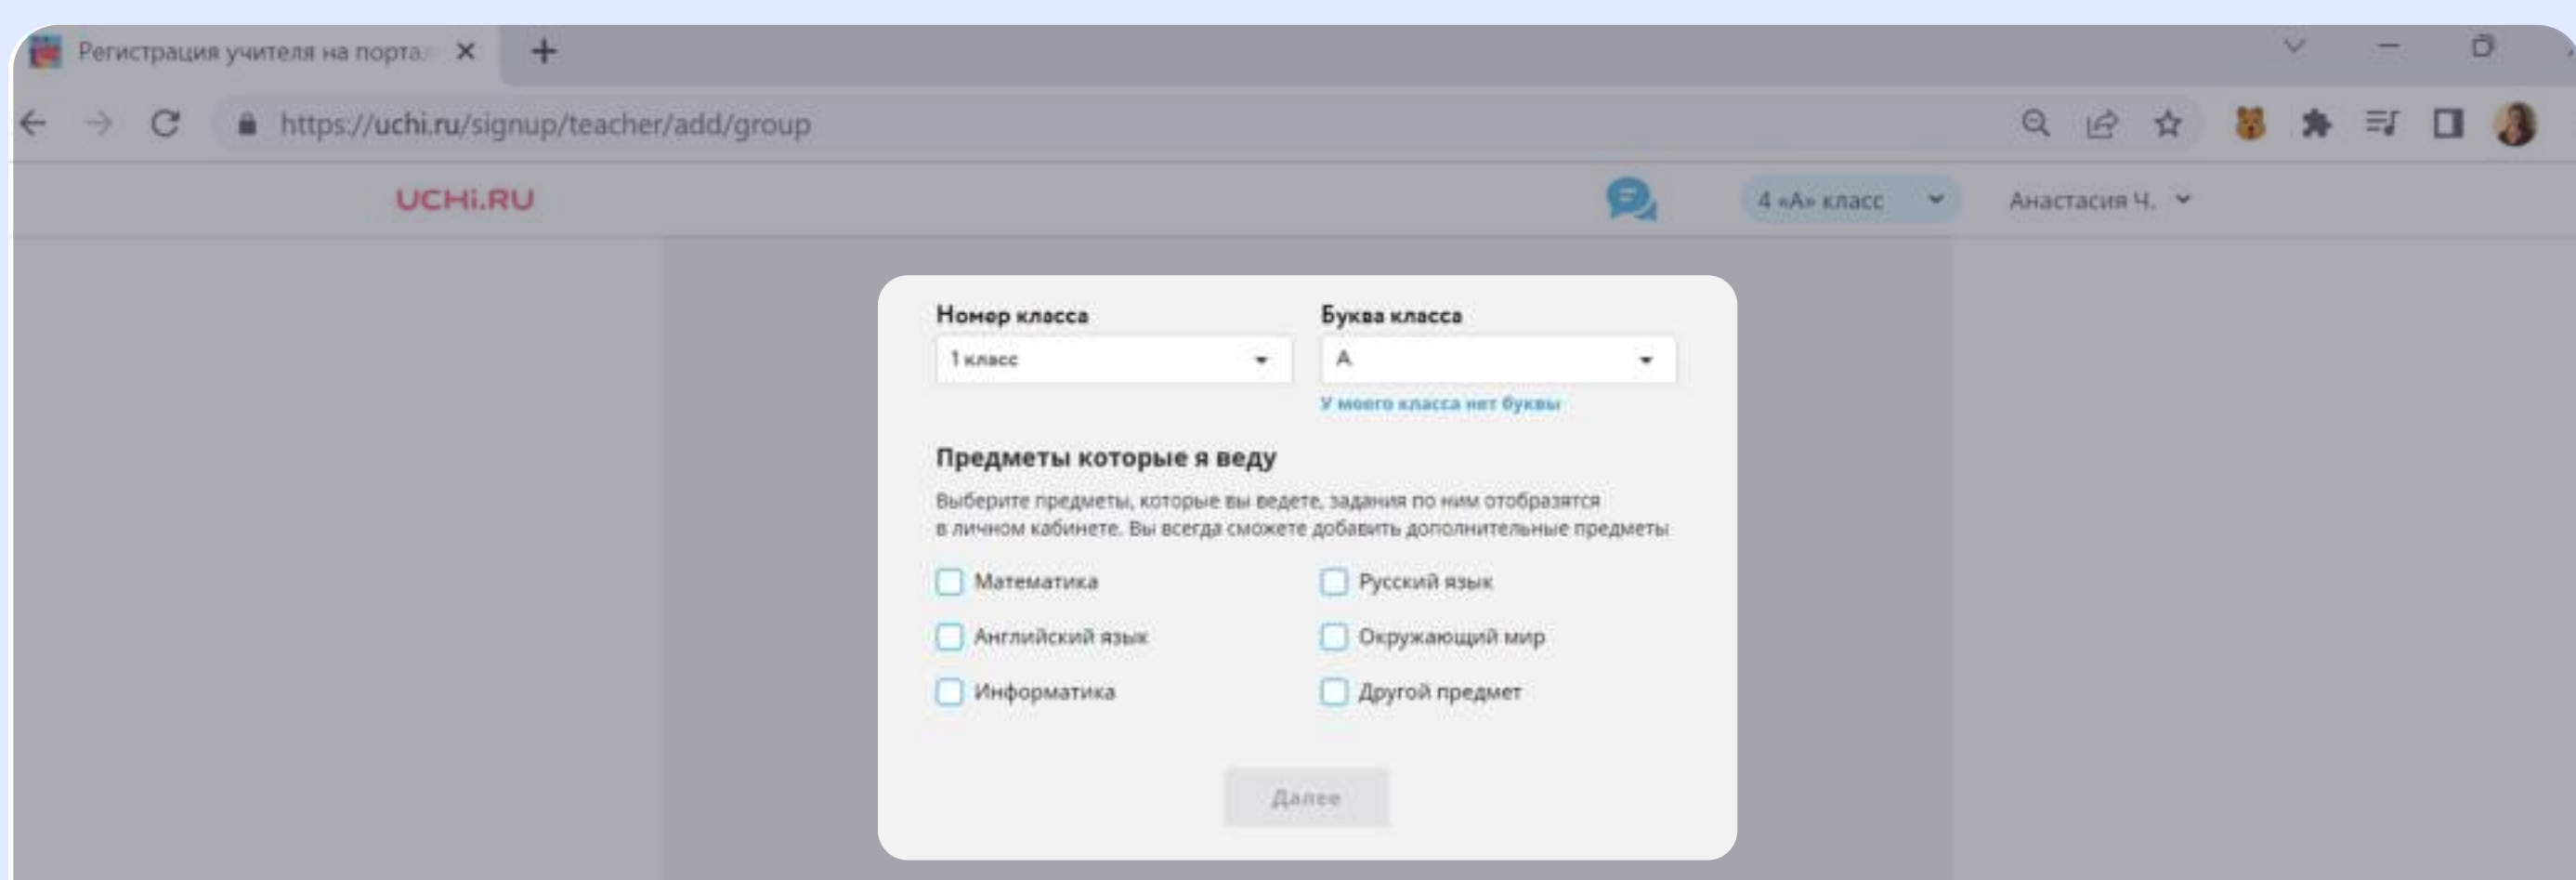 Регистрация учителя на портал
https://uchi.ru/signup/teacher/add/group
UCHi.RU
4 «А» класс
Анастасия Ч.
Номер класса
Буква класса
1 класс
А
У моего класса нет буквы
Предметы которые я веду
Выберите предметы, которые вы ведете, задания по ним отобразятся
в личном кабинете. Вы всегда сможете добавить дополнительные предметы
Математика
Русский язык
Английский язык
Окружающий мир
Информатика
Другой предмет
Далее